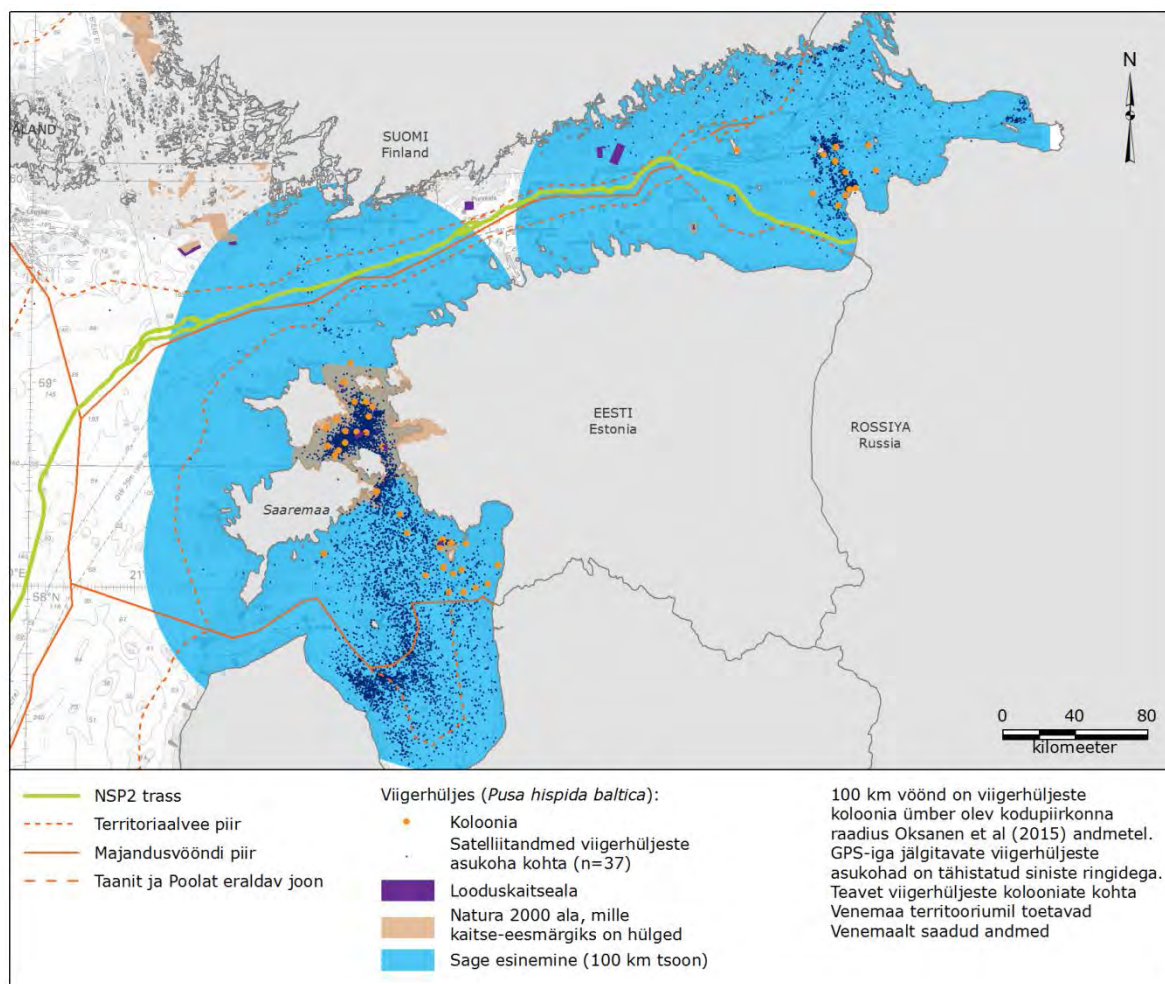 N
ÅLAND
SUOMI
Finland
60
59°
EESTI
Estonia
ROSSIYA
Russia
Saaremaa
21
58°N
0 40 80
kilomeeter
NSP2 trass
Territoriaalvee piir
Majandusvööndi piir
Taanit ja Poolat eraldav joon
Viigerhüljes (Pusa hispida baltica):
Koloonia
Satelliitandmed viigerhüljeste
asukoha kohta (n=37)
Looduskaitseala
Natura 2000 ala, mille
kaitse-eesmärgiks on hülged
Sage esinemine (100 km tsoon)
100 km vöönd on viigerhüljeste
koloonia ümber olev kodupiirkonna
raadius Oksanen et al (2015) andmetel.
GPS-iga jälgitavate viigerhüljeste
asukohad on tähistatud siniste ringidega.
Teavet viigerhüljeste kolooniate kohta
Venemaa territooriumil toetavad
Venemaalt saadud andmed